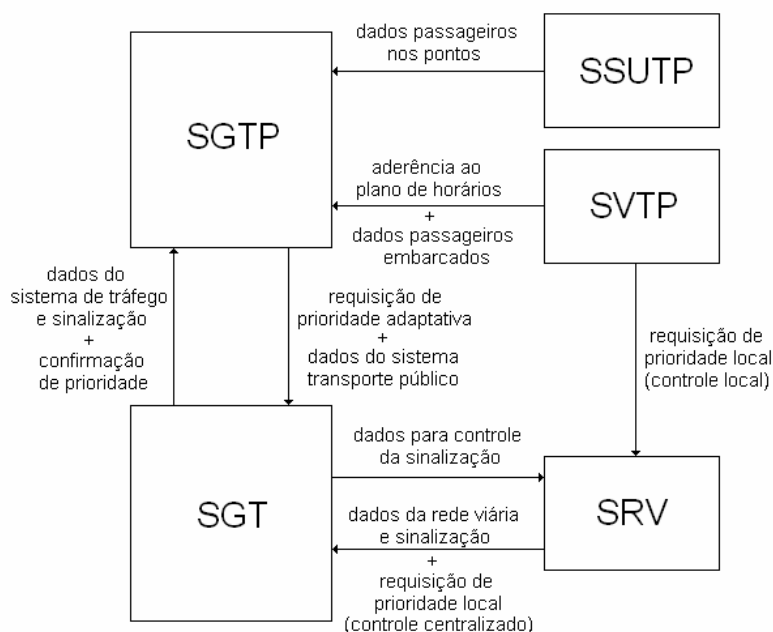 dados passageiros
nos pontos
SSUTP
SGTP
aderência ao
plano de horários
+
dados passageiros
embarcados
SVTP
dados do
sistema de tráfego
e sinalização
+
confirmação
de prioridade
requisição de
prioridade adaptativa
+
dados do sistema
transporte público
requisição de
prioridade local
(controle local)
dados para controle
da sinalização
SGT
dados da rede viária
e sinalização
+
requisição de
prioridade local
(controle centralizado)
SRV